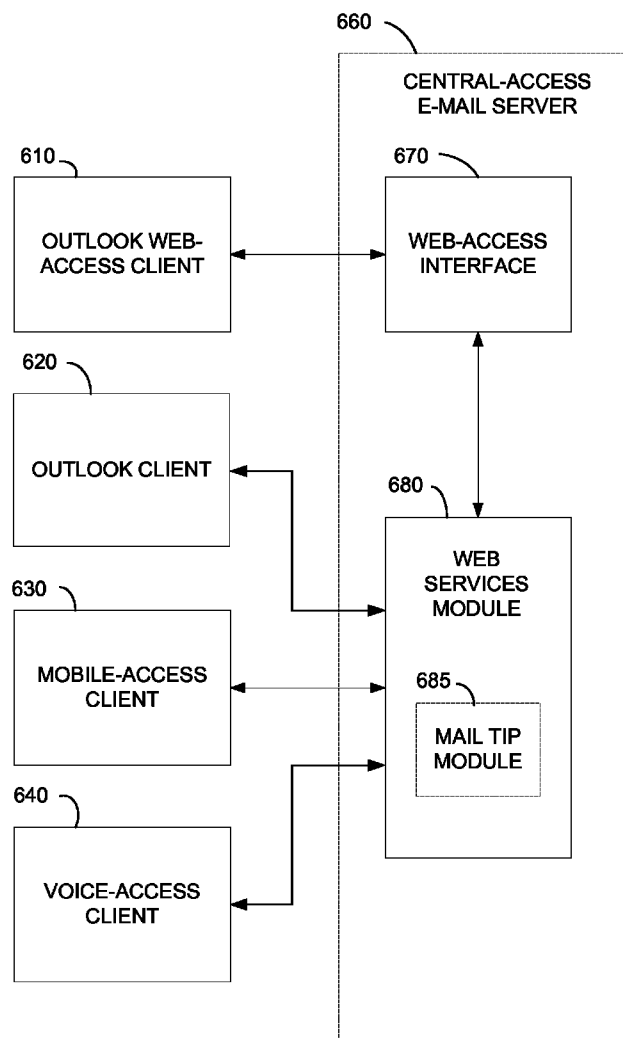 660
CENTRAL-ACCESS
E-MAIL SERVER
610
OUTLOOK WEB-
ACCESS CLIENT
670
WEB-ACCESS
INTERFACE
620
OUTLOOK CLIENT
680
WEB
SERVICES
MODULE
630
MOBILE-ACCESS
CLIENT
685
MAIL TIP
MODULE
640
VOICE-ACCESS
CLIENT